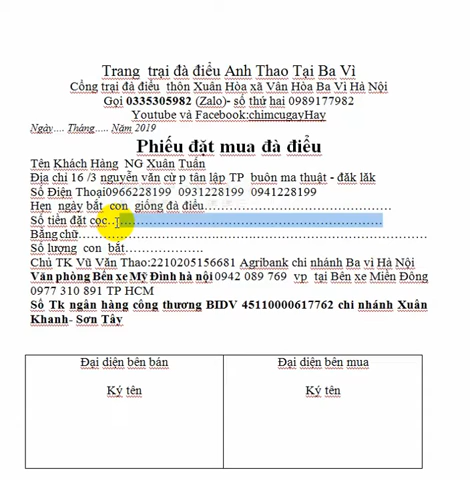 Trang trại đà điểu Anh Thao Tại Ba Vì
Cổng trại đà điểu thôn Xuân Hòa xã Vân Hòa Ba Vì Hà Nội
Gọi 0335305982 (Zalo)- số thứ hai 0989177982
Youtube và Facebook:chimcugayHay
Ngày.... Tháng..... Năm 2019
Phiếu đặt mua đà điểu
Tên Khách Hàng NG Xuân Tuấn
Địa chỉ 16 /3 nguyễn văn cừ p tân lập TP buôn ma thuật - đăk lăk
Số Điện Thoại0966228199 0931228199 0941228199
Hẹn ngày bắt con giống đà điểu......................................................
Số tiền đặt cọc...............................................................................
Bằng chữ.........................................................................................
Số lượng con bắt......................
Chủ TK Vũ Văn Thao:2210205156681 Agribank chi nhánh Ba vì Hà Nội
Văn phòng Bến xe Mỹ Đình hà nội0942 089 769 vp tại Bến xe Miền Đông
0977 310 891 TP HCM
Số Tk ngân hàng công thương BIDV 45110000617762 chi nhánh Xuân
Khanh- Sơn Tây
Đại diện bên bán
Ký tên
Đại diện bên mua
Ký tên